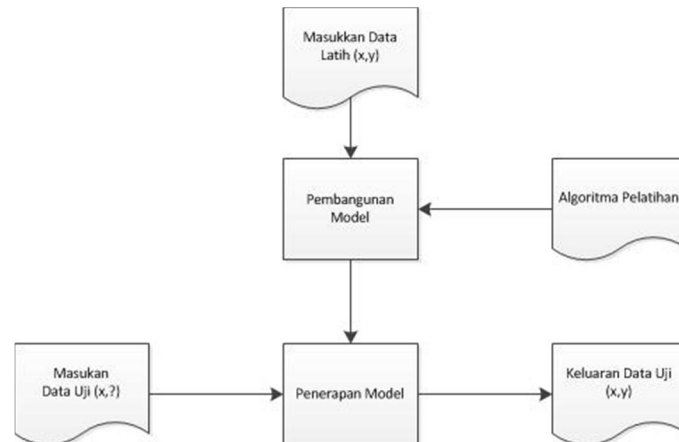 Masukkan Data
Latih (x,y)
Pembangunan
Model
Algoritma Pelatihan
Masukan
Data Uji (x,?)
Penerapan Model
Keluaran Data Uji
(x,y)